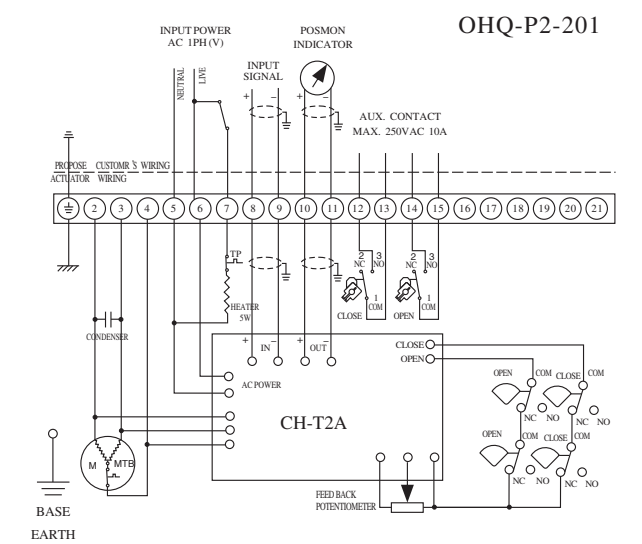 OHQ-P2-201
INPUT POWER
AC 1PH (V)
POSMON
INDICATOR
INPUT
SIGNAL
NEUTRAL
LIVE
+ −
+ −
AUX. CONTACT
MAX. 250VAC 10A
PROPOSE CUSTOMR 'S WIRING
ACTUATOR WIRING
2 3 4 5 6 7 8 9 10 11 12 13 14 15 16 17 18 19 20 21
TP
HEATER
5W
2 3
NC NO
1
COM
CLOSE
2 3
NC NO
1
COM
OPEN
CONDENSER
+ IN −
+ OUT −
CLOSE
OPEN
AC POWER
CH-T2A
OPEN COM CLOSE COM
NC NO NC NO
OPEN COM CLOSE COM
NC NO NC NO
M MTB
FEED BACK
POTENTIOMETER
BASE
EARTH